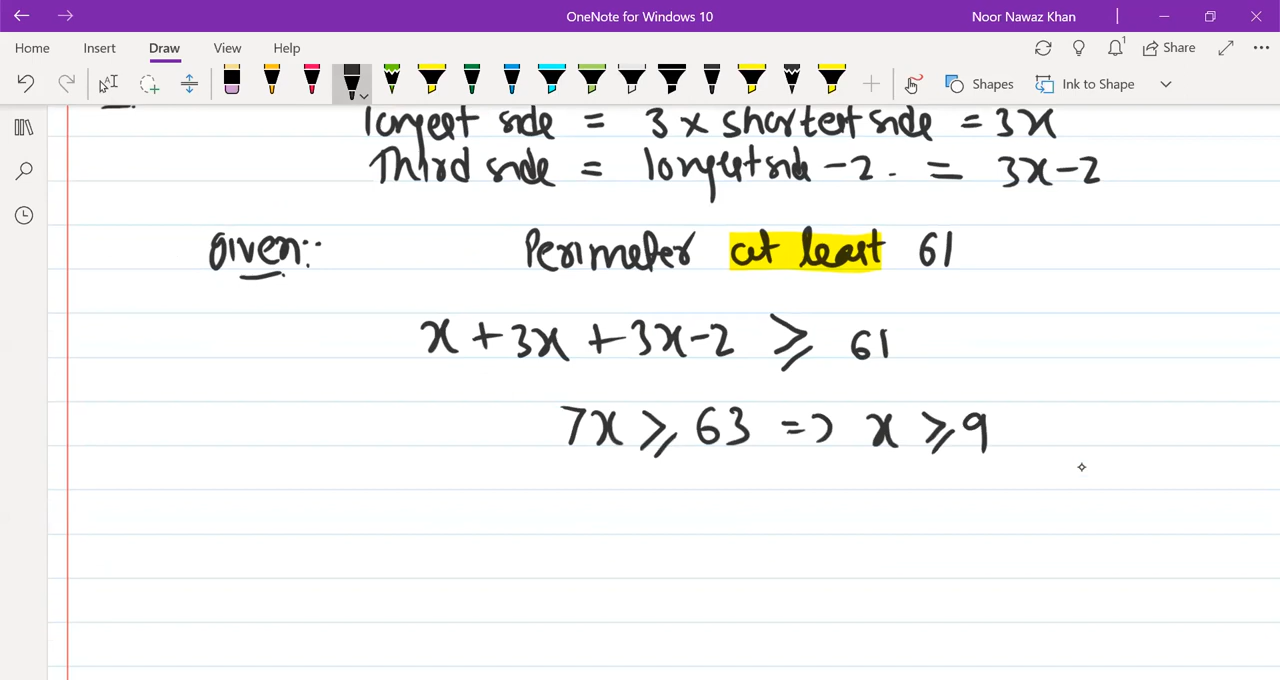 OneNote for Windows 10
Noor Nawaz Khan
Home Insert Draw View Help
1
Share
Shapes
Ink to Shape
longest side = 3 x shortest side = 3x
Third side = longest side - 2 . = 3x-2
Given:: Perimeter at least 61
x + 3x + 3x-2 ⩾ 61
7x ⩾ 63 => x ⩾ 9